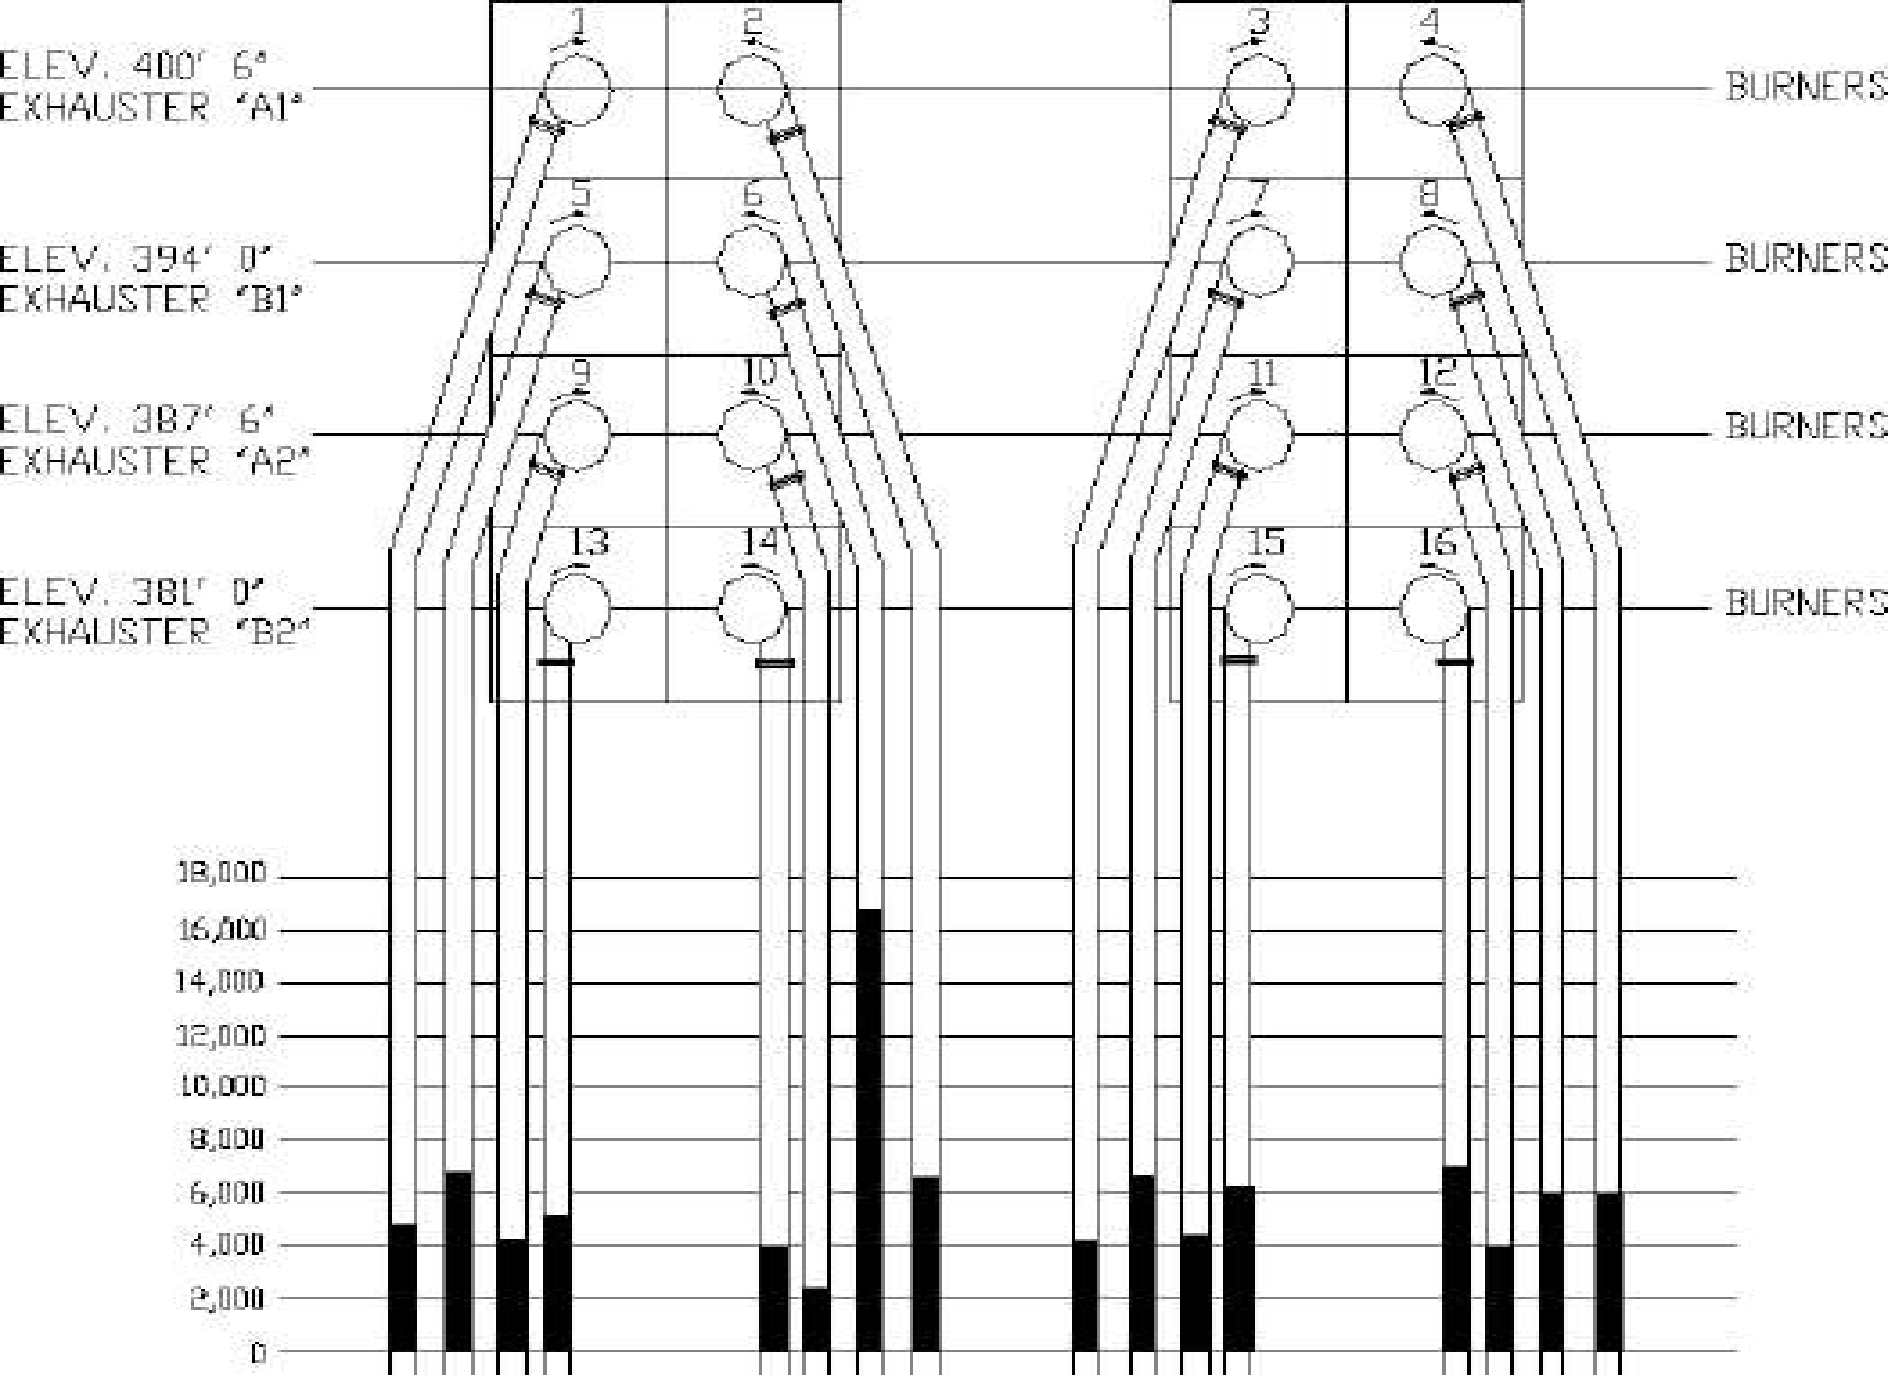 1 2 3 4
ELEV. 400' 6"
EXHAUSTER "A1"
BURNERS
5 6 7 8
ELEV. 394' 0"
EXHAUSTER "B1"
BURNERS
9 10 11 12
ELEV. 387' 6"
EXHAUSTER "A2"
BURNERS
13 14 15 16
ELEV. 381' 0"
EXHAUSTER "B2"
BURNERS
18,000
16,000
14,000
12,000
10,000
8,000
6,000
4,000
2,000
0